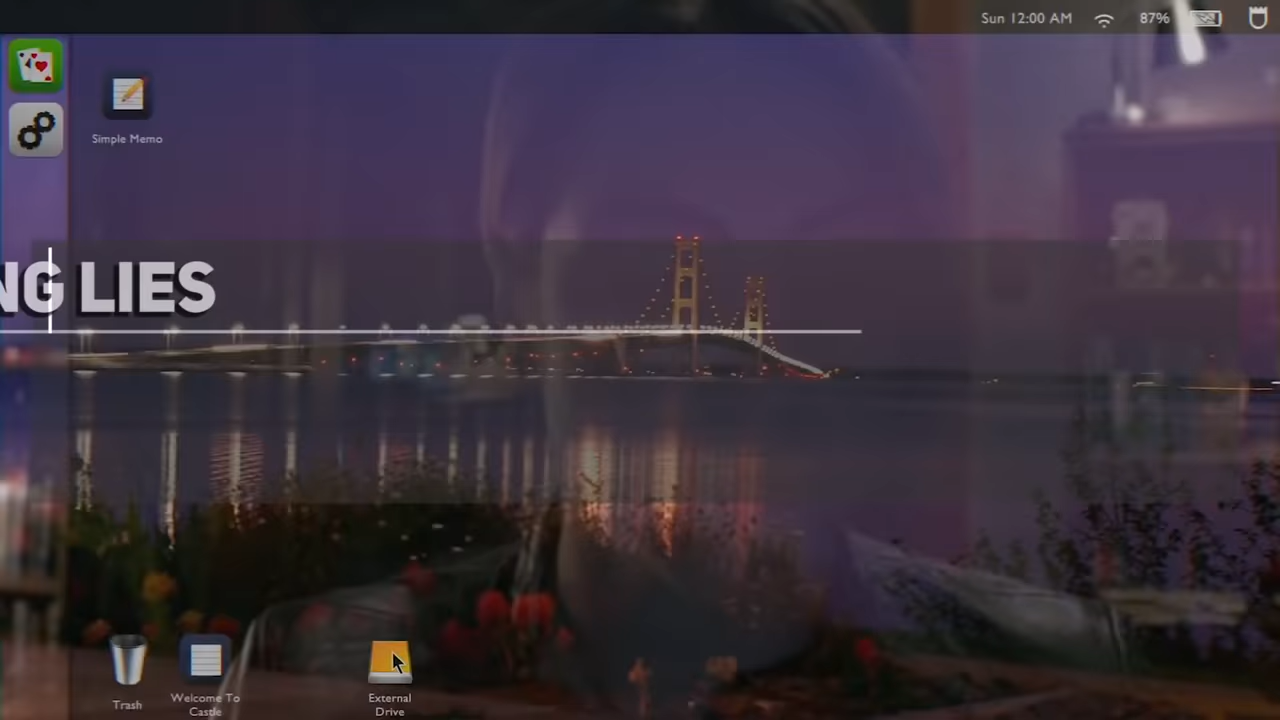 Sun 12:00 AM 87%
Simple Memo
NG LIES
Trash
Welcome To
Castle
External
Drive